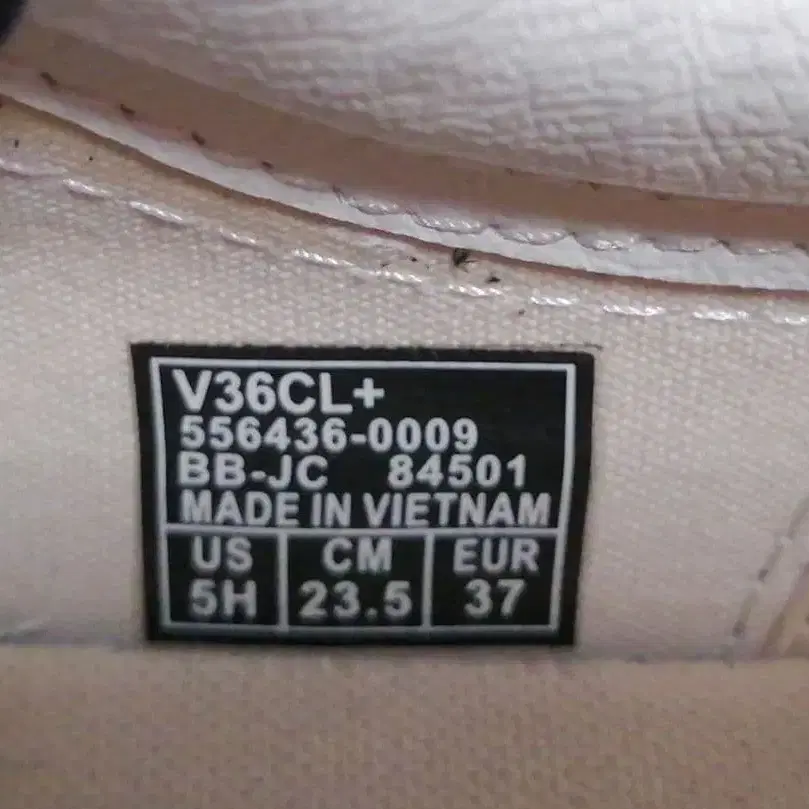 V36CL+
556436-0009
BB-JC 84501
MADE IN VIETNAM
US CM EUR
5H 23.5 37